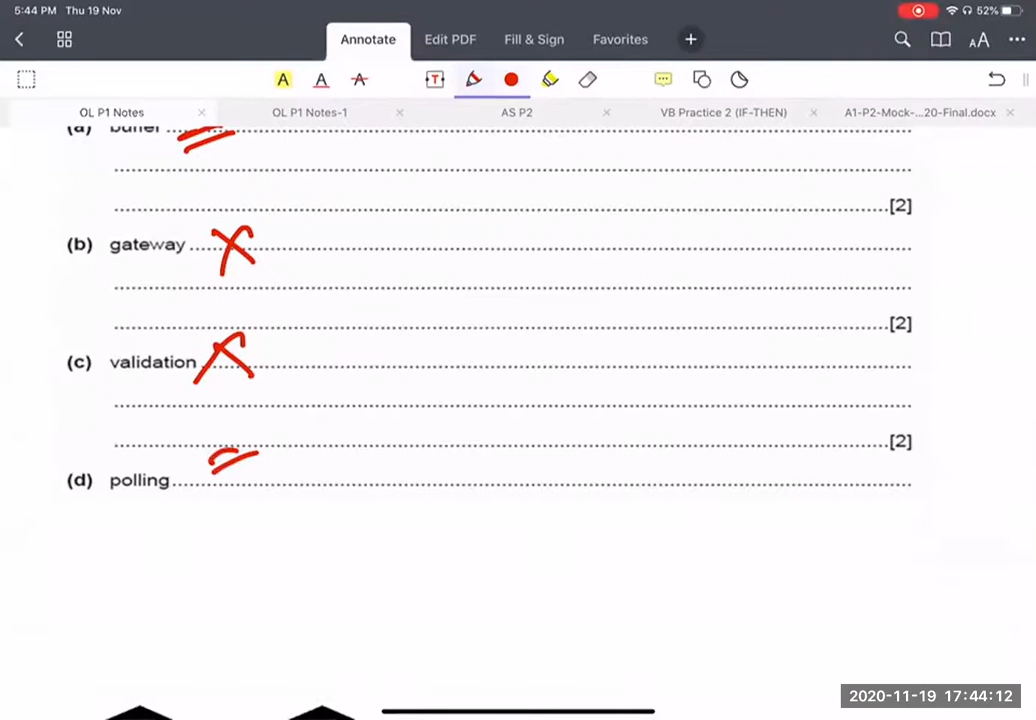 5:44 PM Thu 19 Nov 52%
Annotate Edit PDF Fill & Sign Favorites
OL P1 Notes OL P1 Notes-1 AS P2 VB Practice 2 (IF-THEN) A1-P2-Mock-...20-Final.docx
(a) buffer
[2]
(b) gateway
[2]
(c) validation
[2]
(d) polling
2020-11-19 17:44:12